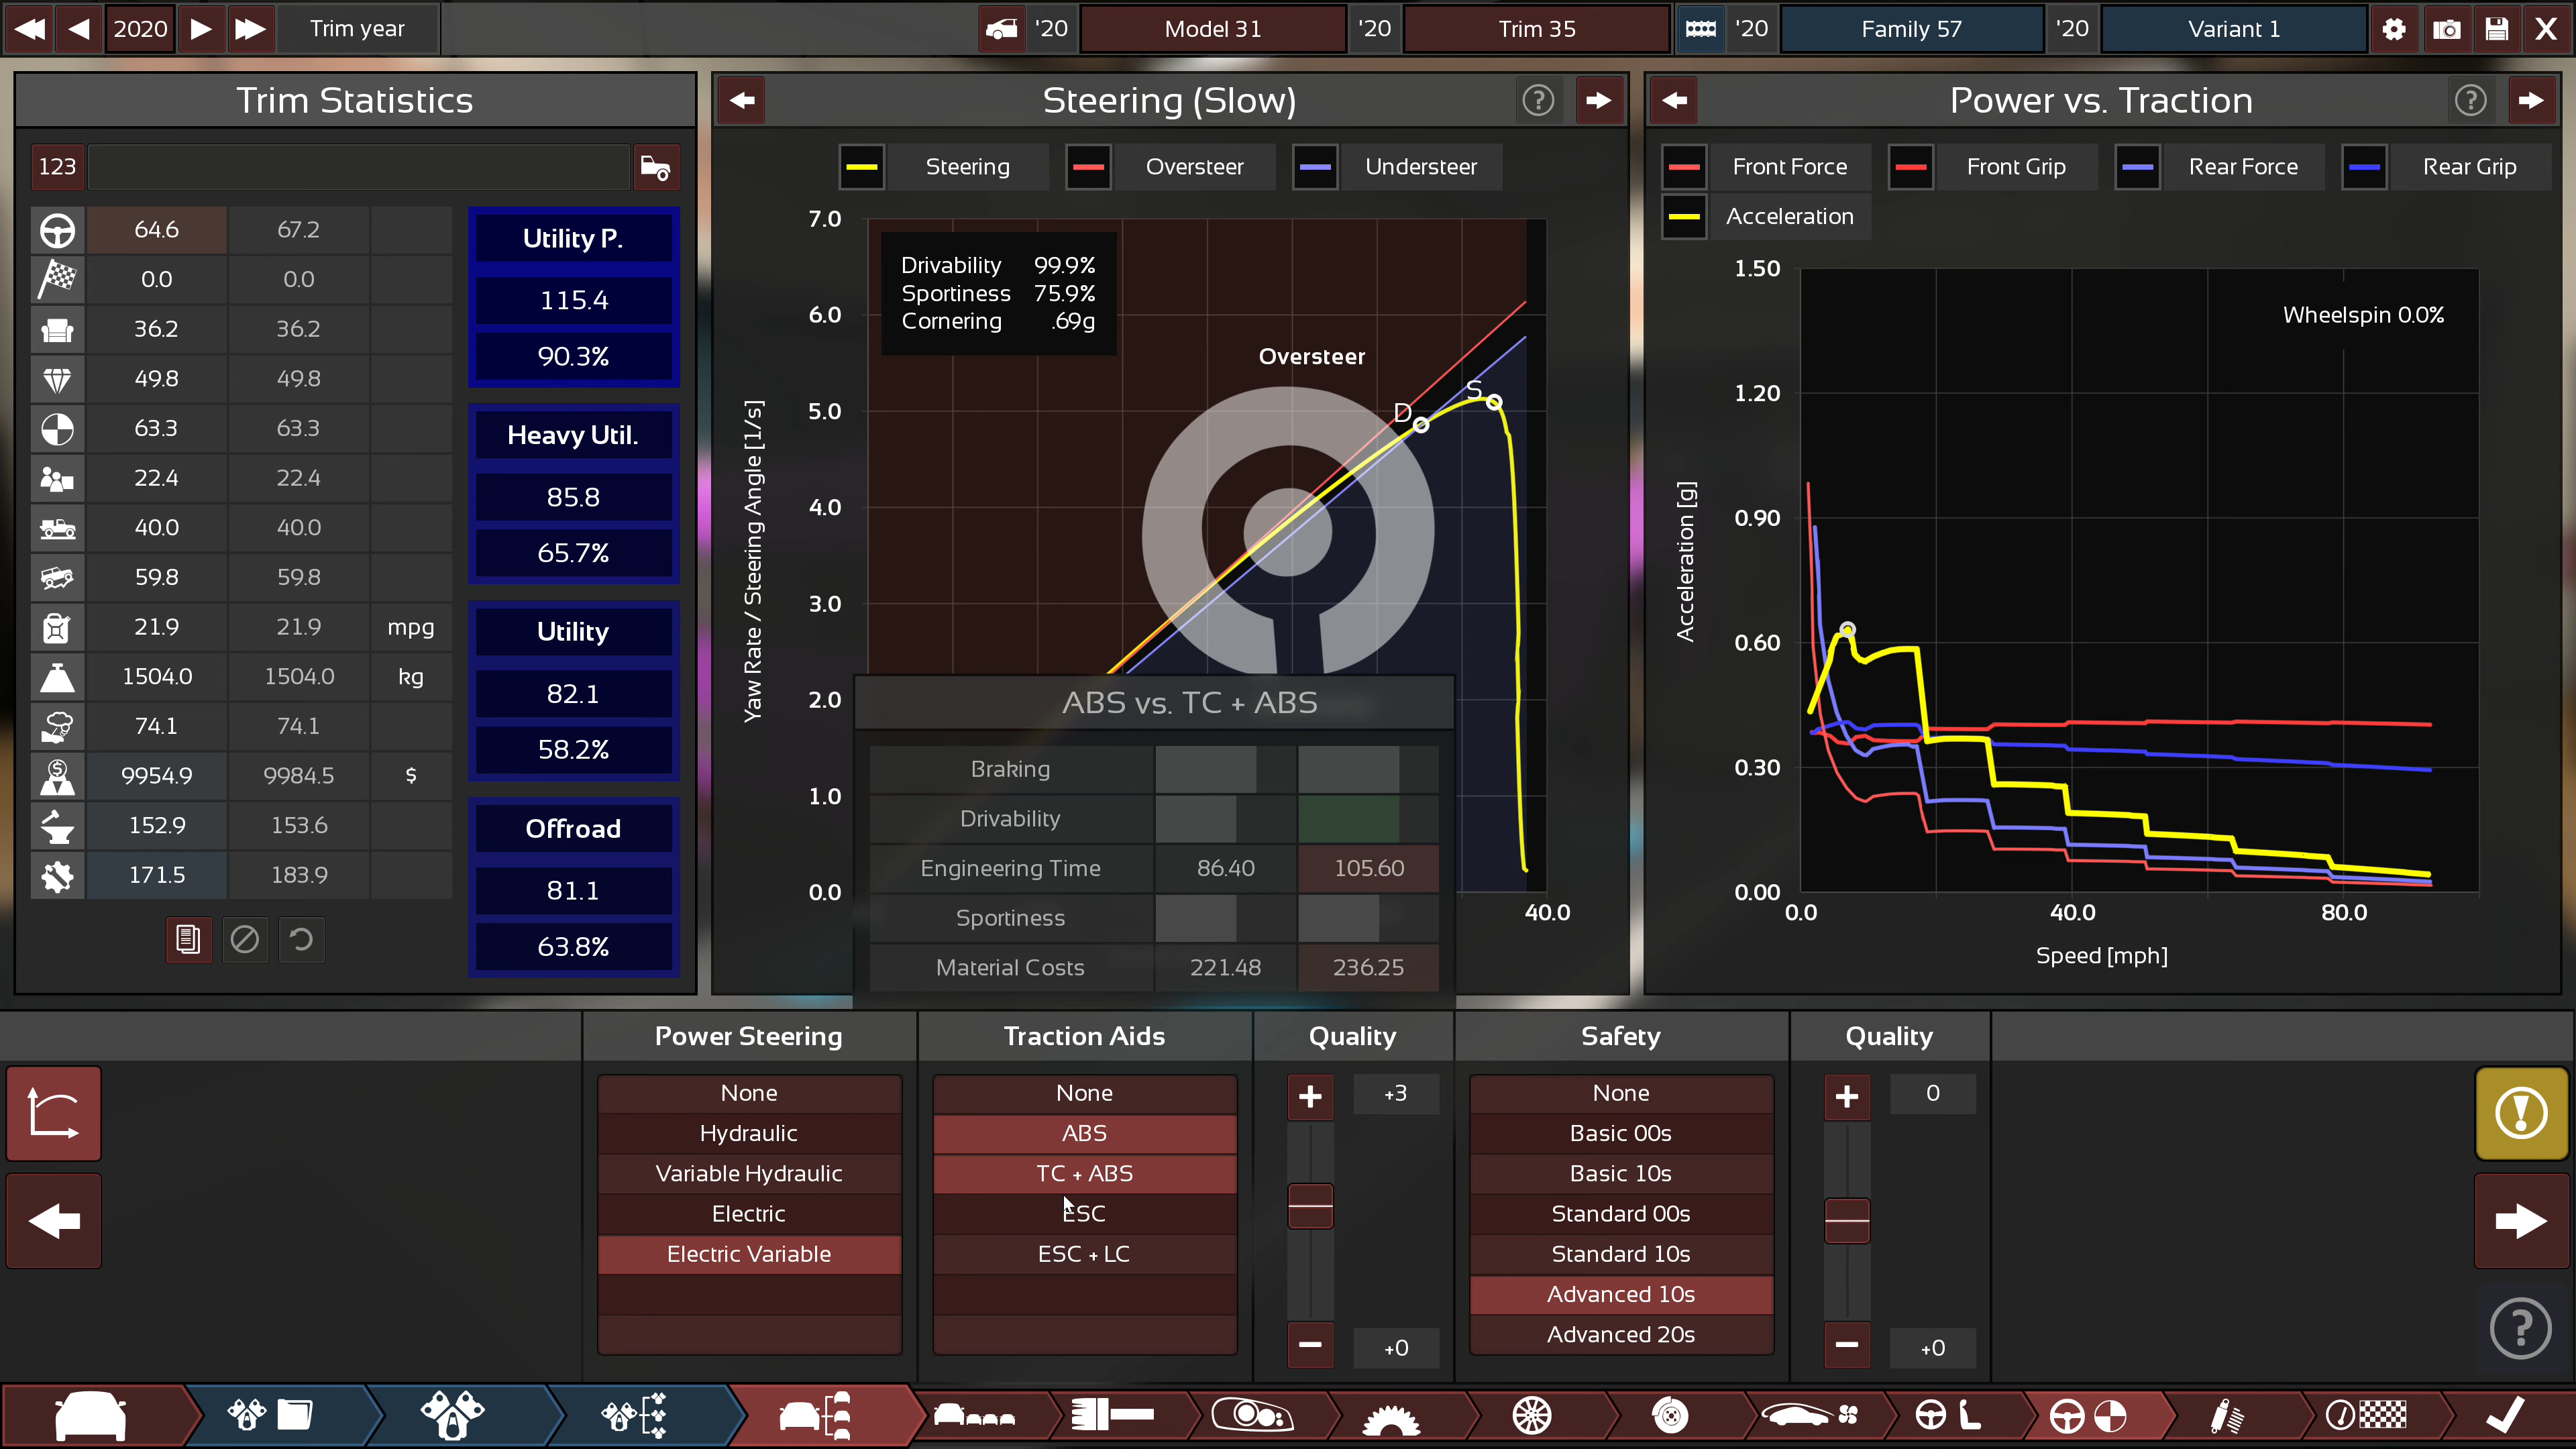 2020
Trim year
'20
Model 31
'20
Trim 35
'20
Family 57
'20
Variant 1
X
Trim Statistics
123
64.6 67.2
0.0 0.0
36.2 36.2
49.8 49.8
63.3 63.3
22.4 22.4
40.0 40.0
59.8 59.8
21.9 21.9 mpg
1504.0 1504.0 kg
74.1 74.1
9954.9 9984.5 $
152.9 153.6
171.5 183.9
Utility P.
115.4
90.3%
Heavy Util.
85.8
65.7%
Utility
82.1
58.2%
Offroad
81.1
63.8%
Steering (Slow)
?
Steering
Oversteer
Understeer
Drivability 99.9%
Sportiness 75.9%
Cornering .69g
Oversteer
D
S
Yaw Rate / Steering Angle [1/s]
7.0
6.0
5.0
4.0
3.0
2.0
1.0
0.0
40.0
ABS vs. TC + ABS
Braking
Drivability
Engineering Time 86.40 105.60
Sportiness
Material Costs 221.48 236.25
Power vs. Traction
?
Front Force
Front Grip
Rear Force
Rear Grip
Acceleration
Wheelspin 0.0%
Acceleration [g]
1.50
1.20
0.90
0.60
0.30
0.00
0.0 40.0 80.0
Speed [mph]
Power Steering
None
Hydraulic
Variable Hydraulic
Electric
Electric Variable
Traction Aids
None
ABS
TC + ABS
ESC
ESC + LC
Quality
+3
+0
Safety
None
Basic 00s
Basic 10s
Standard 00s
Standard 10s
Advanced 10s
Advanced 20s
Quality
0
+0
?